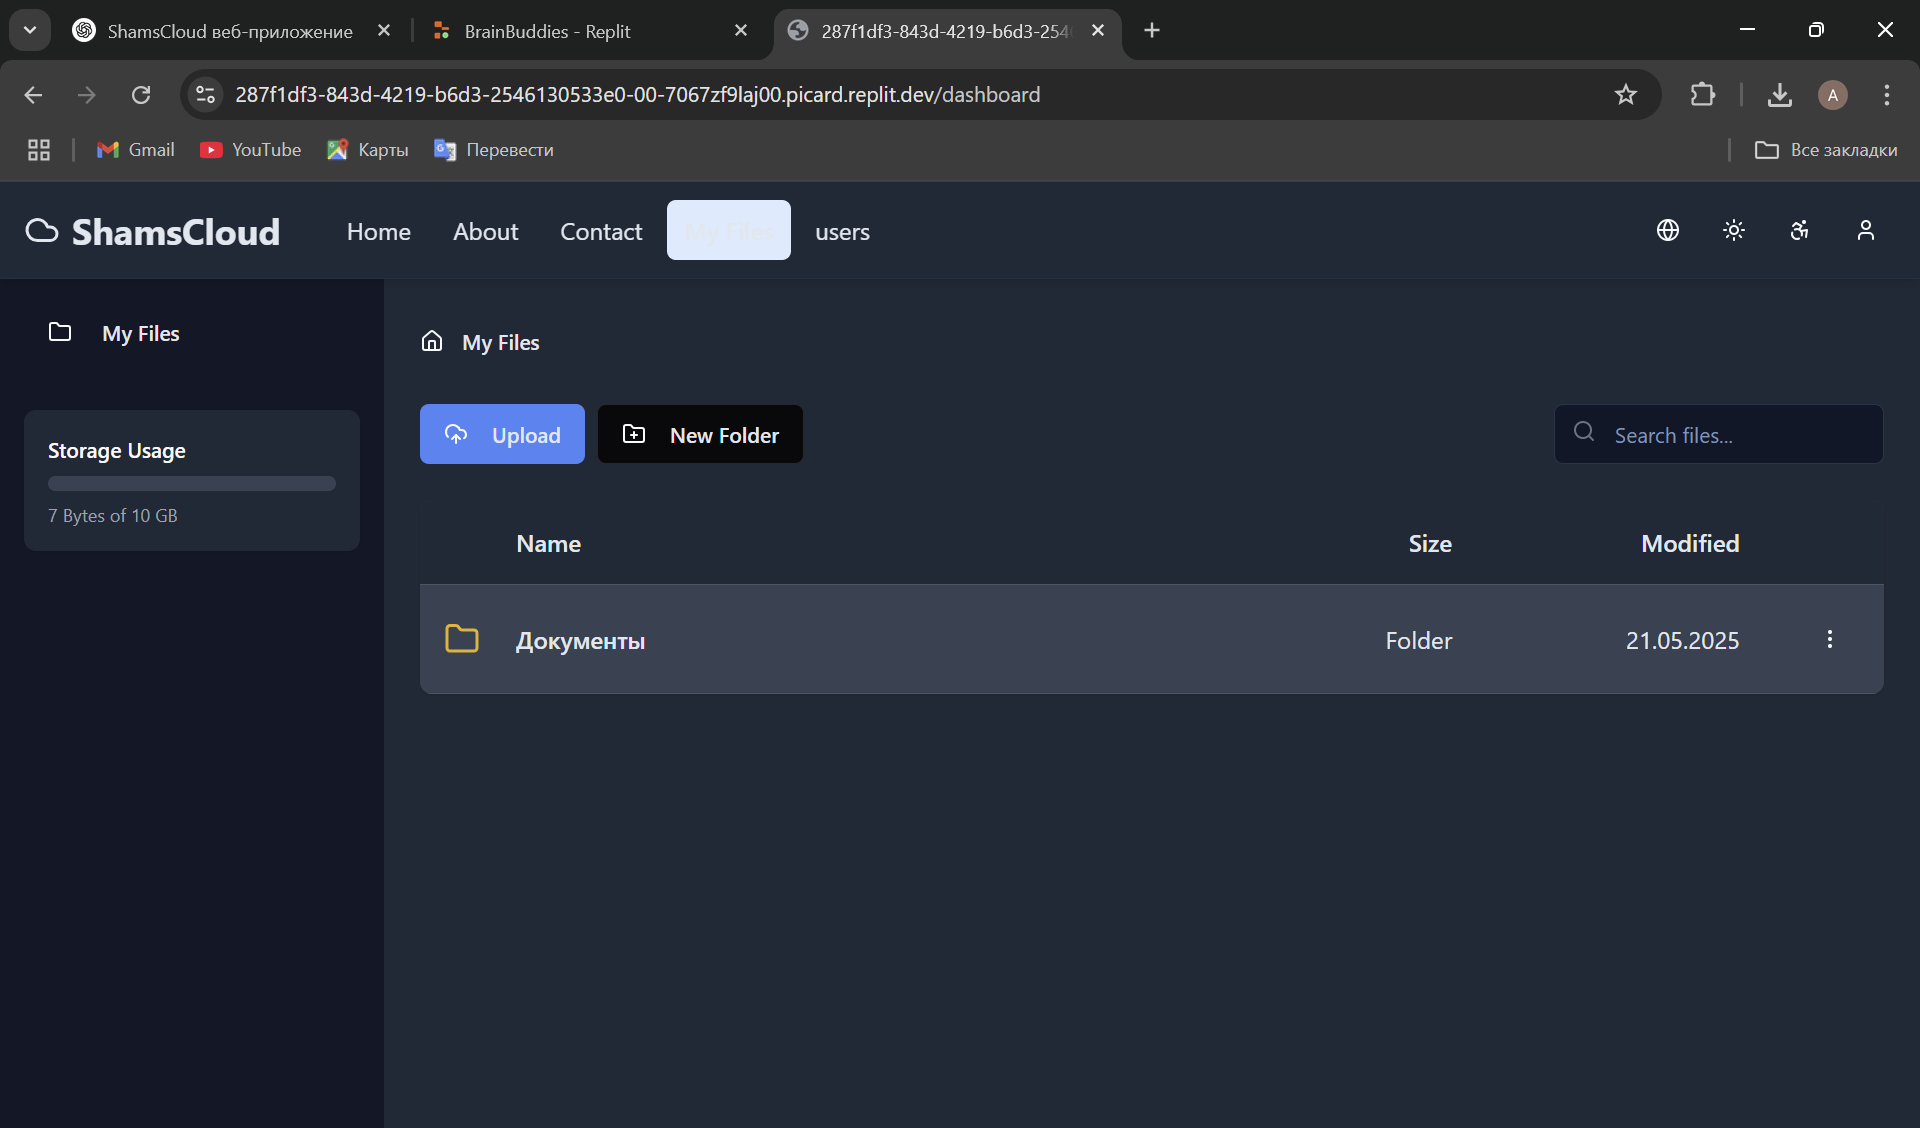 ShamsCloud веб-приложение
BrainBuddies - Replit
287f1df3-843d-4219-b6d3-254
287f1df3-843d-4219-b6d3-2546130533e0-00-7067zf9laj00.picard.replit.dev/dashboard
A
Gmail
YouTube
Карты
Перевести
Все закладки
ShamsCloud
Home
About
Contact
My Files
users
My Files
Storage Usage
7 Bytes of 10 GB
My Files
Upload
New Folder
Search files...
Name
Size
Modified
Документы
Folder
21.05.2025